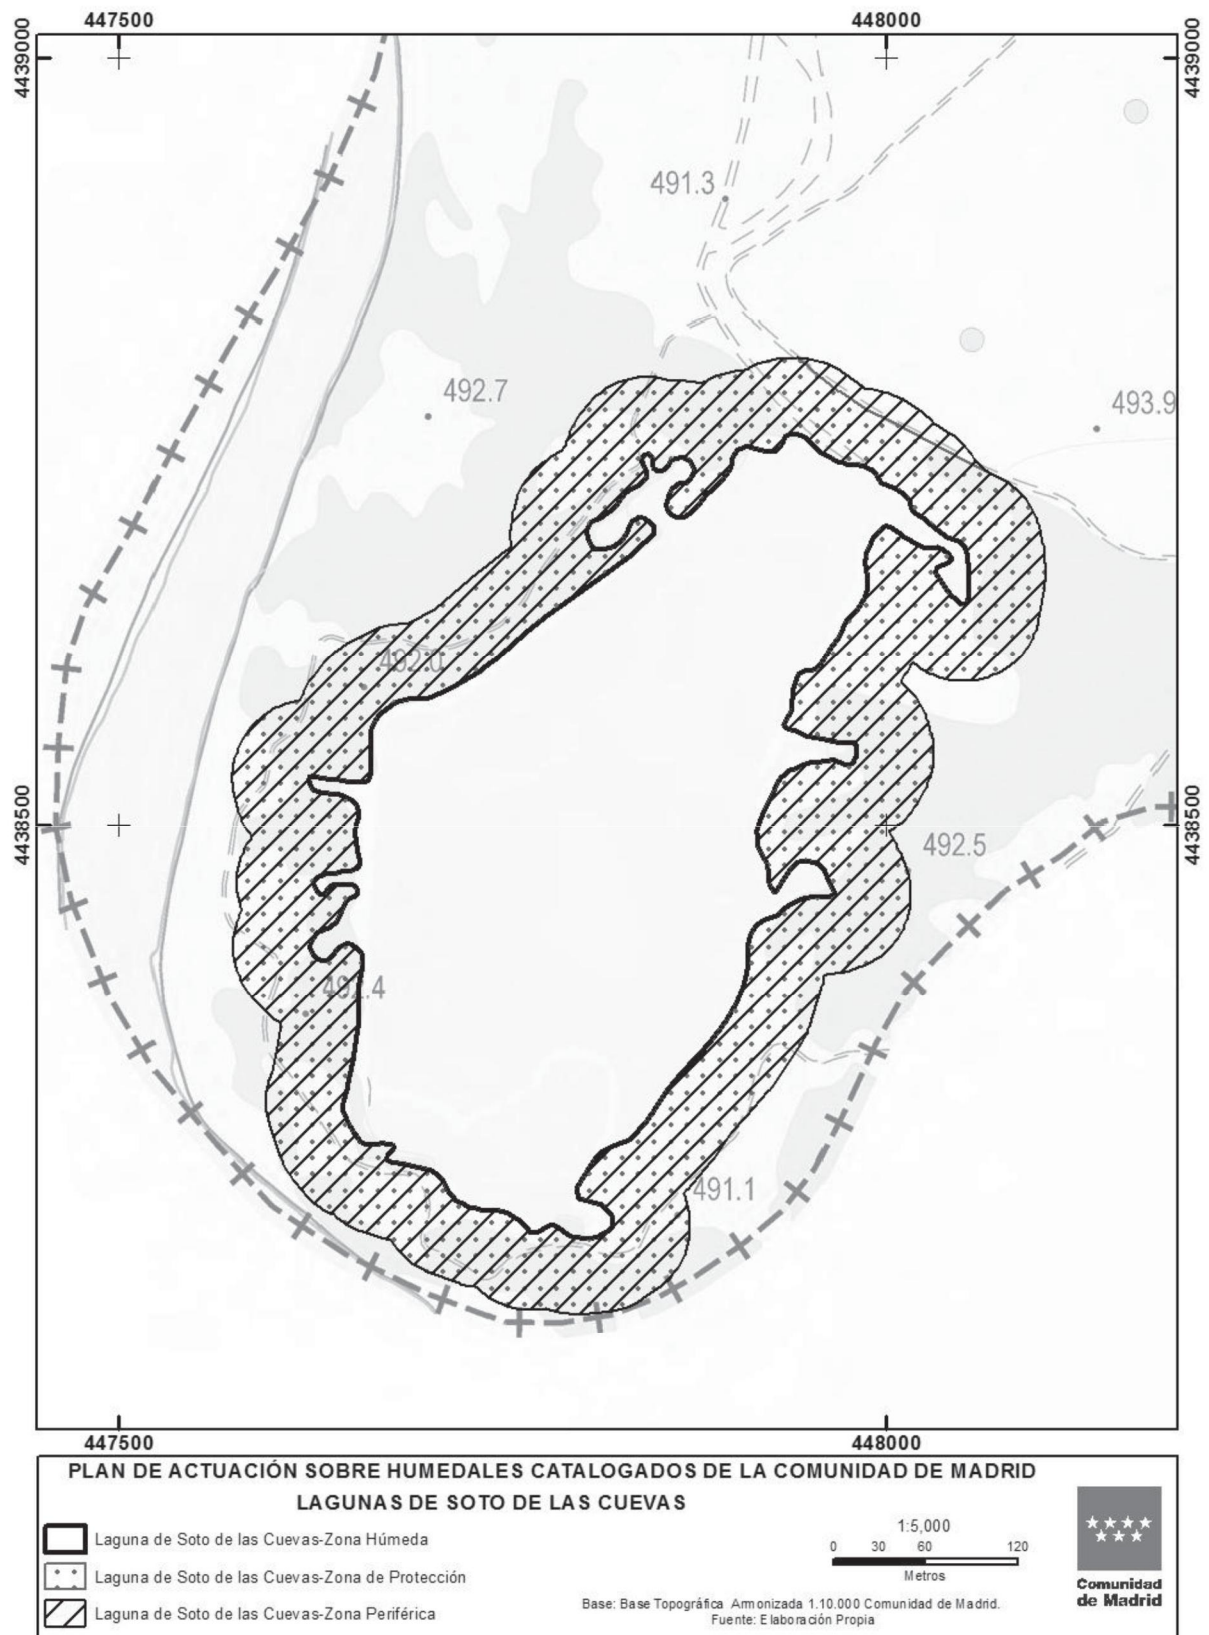 447500
448000
4439000
4439000
491.3
492.7
493.9
492.0
4438500
4438500
492.5
492.4
491.1
447500
448000
PLAN DE ACTUACIÓN SOBRE HUMEDALES CATALOGADOS DE LA COMUNIDAD DE MADRID
LAGUNAS DE SOTO DE LAS CUEVAS
Laguna de Soto de las Cuevas-Zona Húmeda
Laguna de Soto de las Cuevas-Zona de Protección
Laguna de Soto de las Cuevas-Zona Periférica
1:5,000
0 30 60 120
Metros
Base: Base Topográfica Armonizada 1.10.000 Comunidad de Madrid.
Fuente: Elaboración Propia
Comunidad
de Madrid